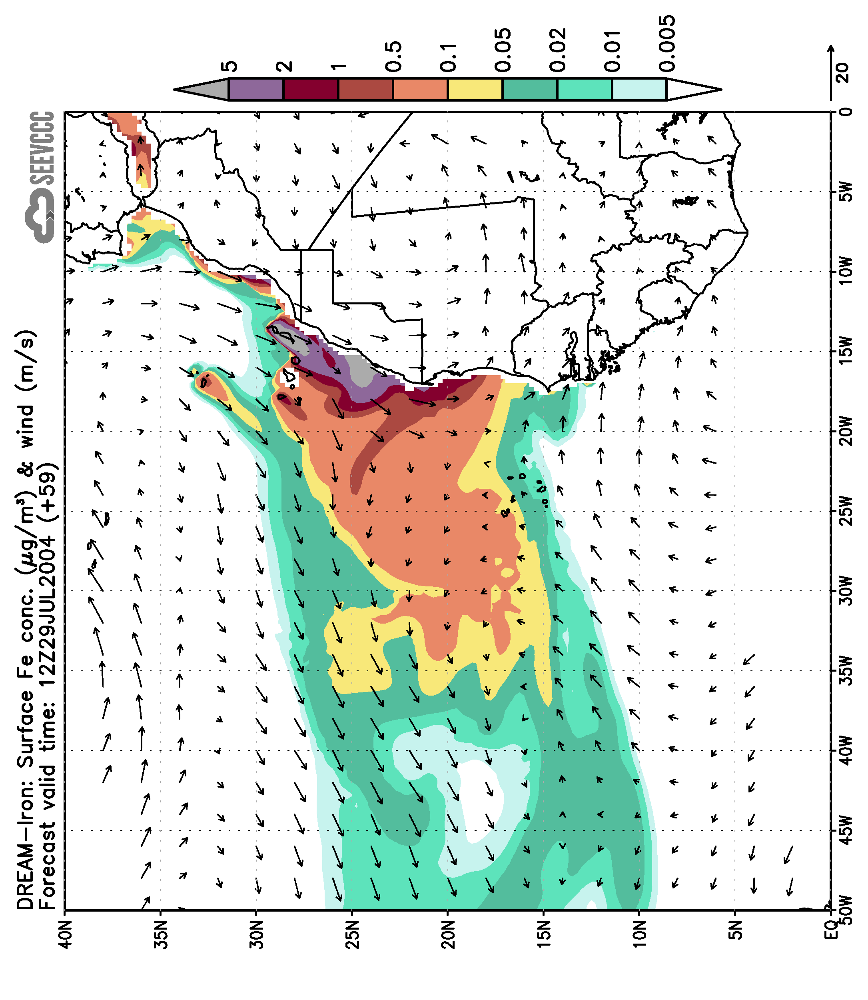 SEEVCCC
DREAM-Iron: Surface Fe conc. (μg/m³) & wind (m/s)
Forecast valid time: 12Z29JUL2004 (+59)
40N
35N
30N
25N
20N
15N
10N
5N
EQ
50W
45W
40W
35W
30W
25W
20W
15W
10W
5W
0
5
2
1
0.5
0.1
0.05
0.02
0.01
0.005
20